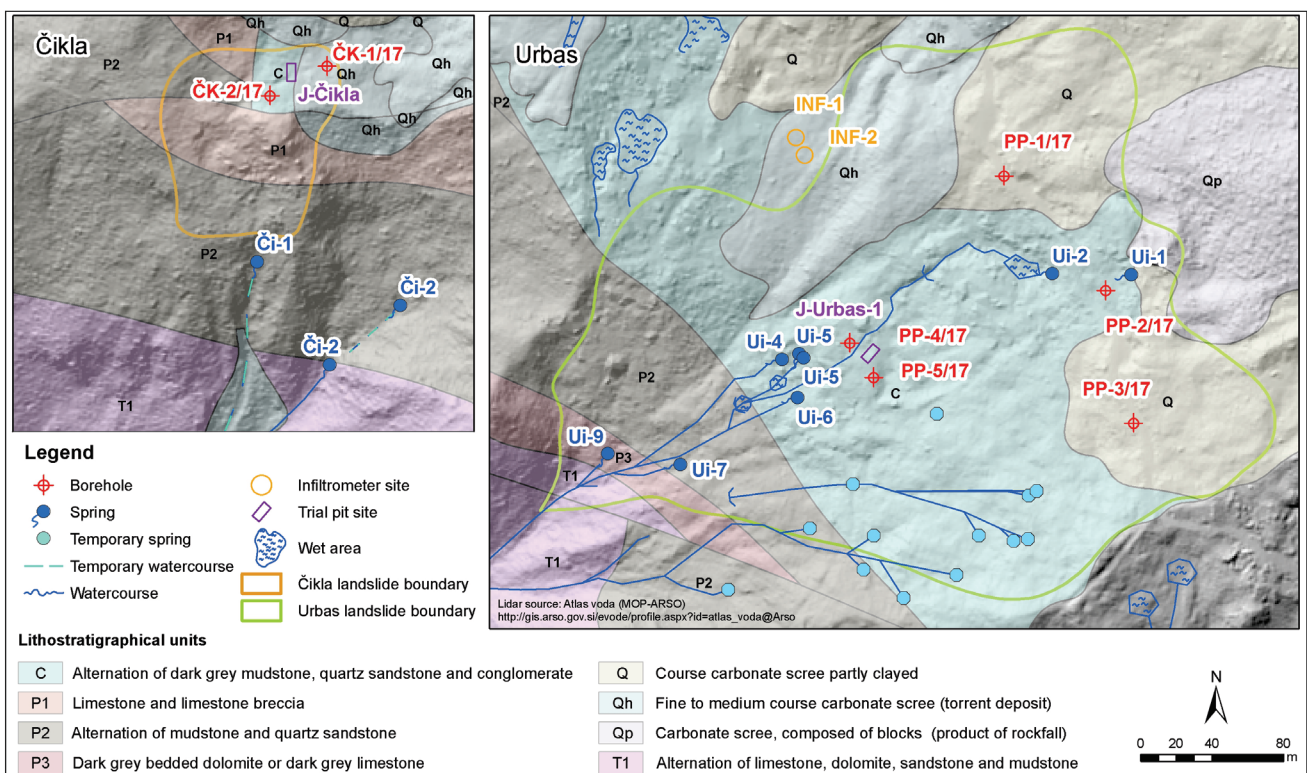 Čikla
Qh
Q
Q
P1
Qh
ČK-1/17
P2
C
Qh
Qh
ČK-2/17
J-Čikla
Qh
Qh
Qh
P1
P2
Či-1
Či-2
Či-2
T1
Urbas
Qh
Q
P2
Q
INF-1
INF-2
PP-1/17
Qh
Qp
Ui-2
Ui-1
J-Urbas-1
PP-2/17
Ui-4
Ui-5
PP-4/17
Ui-5
PP-5/17
P2
C
PP-3/17
Q
Ui-6
Ui-9
P3
Ui-7
T1
T1
P2
Lidar source: Atlas voda (MOP-ARSO)
http://gis.arso.gov.si/evode/profile.aspx?id=atlas_voda@Arso
Legend
Borehole
Spring
Temporary spring
Temporary watercourse
Watercourse
Infiltrometer site
Trial pit site
Wet area
Čikla landslide boundary
Urbas landslide boundary
Lithostratigraphical units
C Alternation of dark grey mudstone, quartz sandstone and conglomerate
P1 Limestone and limestone breccia
P2 Alternation of mudstone and quartz sandstone
P3 Dark grey bedded dolomite or dark grey limestone
Q Course carbonate scree partly clayed
Qh Fine to medium course carbonate scree (torrent deposit)
Qp Carbonate scree, composed of blocks (product of rockfall)
T1 Alternation of limestone, dolomite, sandstone and mudstone
N
0 20 40 80
m